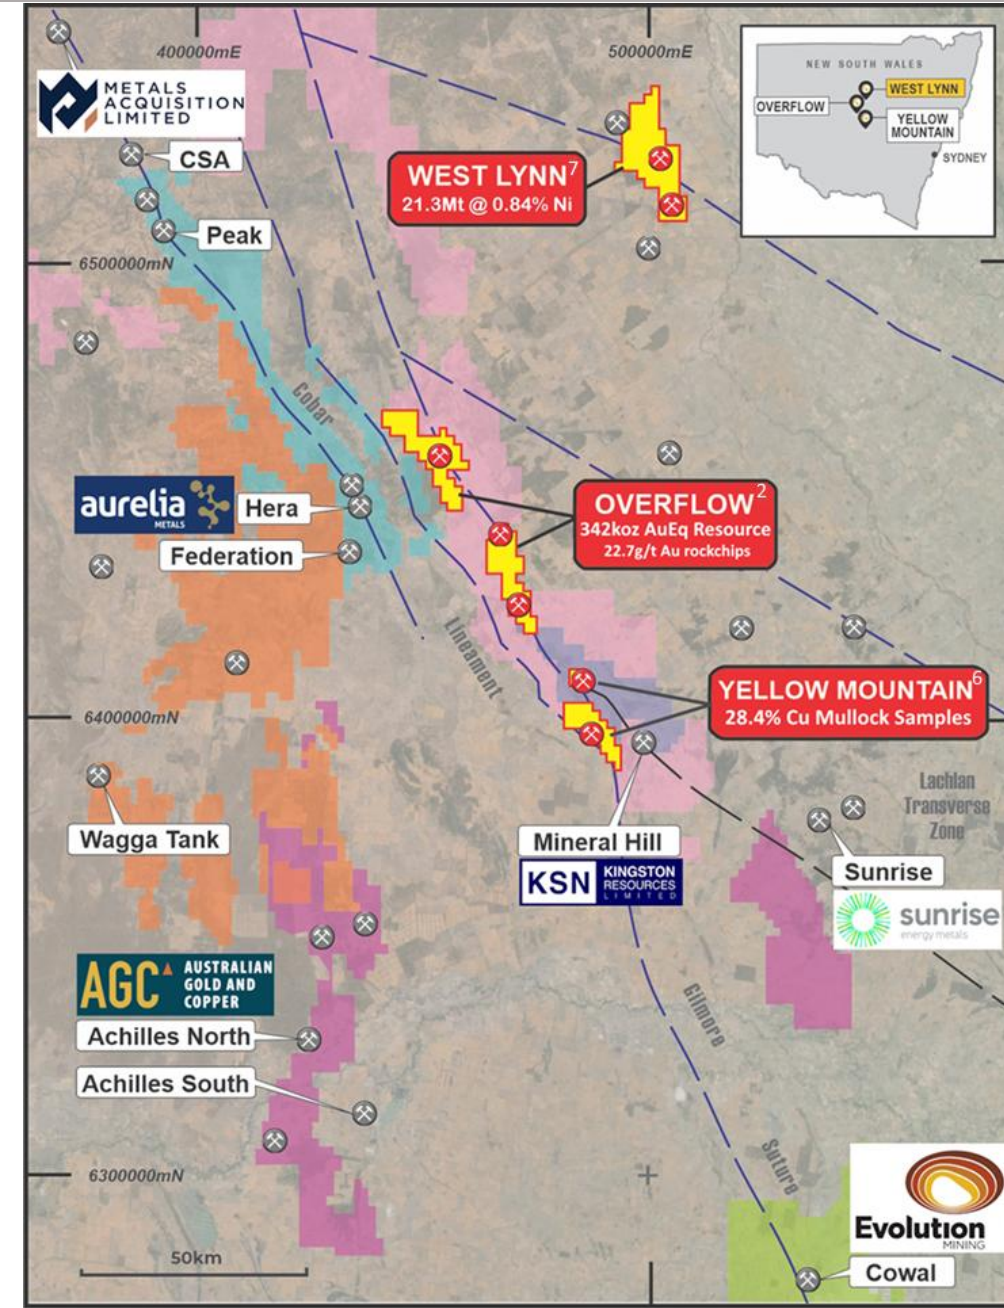 400000mE
500000mE
METALS
ACQUISITION
LIMITED
NEW SOUTH WALES
WEST LYNN
OVERFLOW
YELLOW
MOUNTAIN
SYDNEY
CSA
WEST LYNN7
21.3Mt @ 0.84% Ni
Peak
6500000mN
Cobar
aurelia
METALS
Hera
OVERFLOW2
342koz AuEq Resource
22.7g/t Au rockchips
Federation
Lineament
YELLOW MOUNTAIN6
28.4% Cu Mullock Samples
6400000mN
Lachlan
Transverse
Zone
Wagga Tank
Mineral Hill
KSN
KINGSTON
RESOURCES
LIMITED
Sunrise
sunrise
energy metals
AGC
AUSTRALIAN
GOLD AND
COPPER
Gilmore
Achilles North
Achilles South
Suture
6300000mN
Evolution
MINING
50km
Cowal